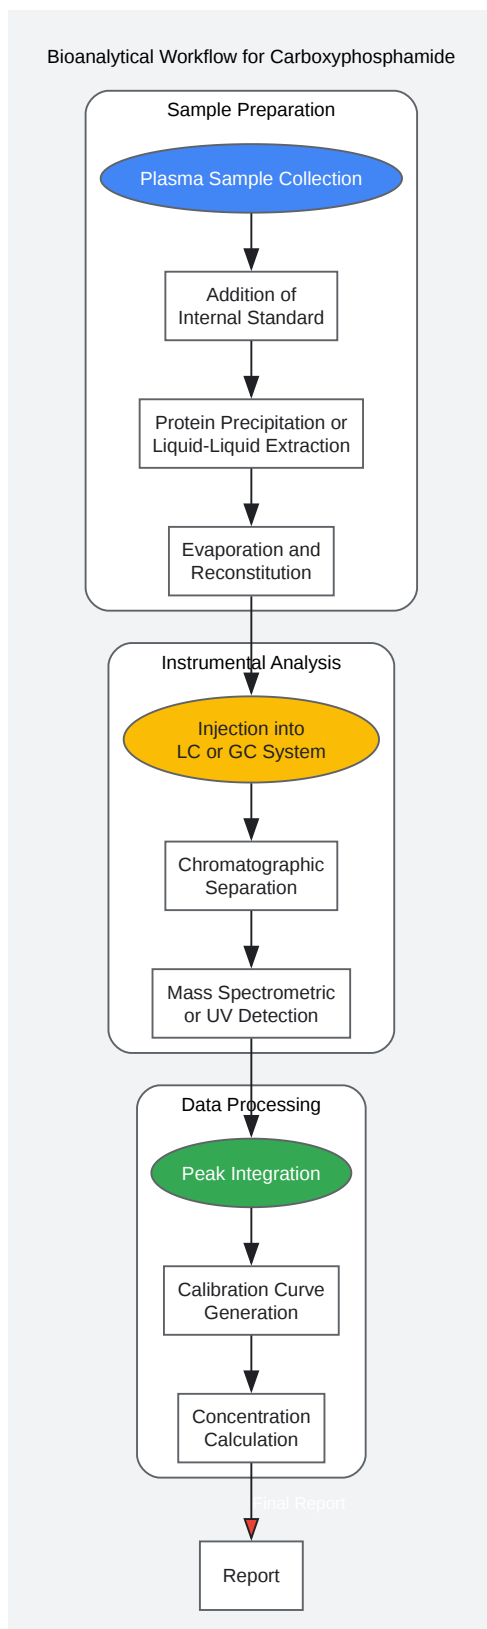 Bioanalytical Workflow for Carboxyphosphamide
Sample Preparation
Plasma Sample Collection
Addition of
Internal Standard
Protein Precipitation or
Liquid-Liquid Extraction
Evaporation and
Reconstitution
Instrumental Analysis
Injection into
LC or GC System
Chromatographic
Separation
Mass Spectrometric
or UV Detection
Data Processing
Peak Integration
Calibration Curve
Generation
Concentration
Calculation
Final Report
Report